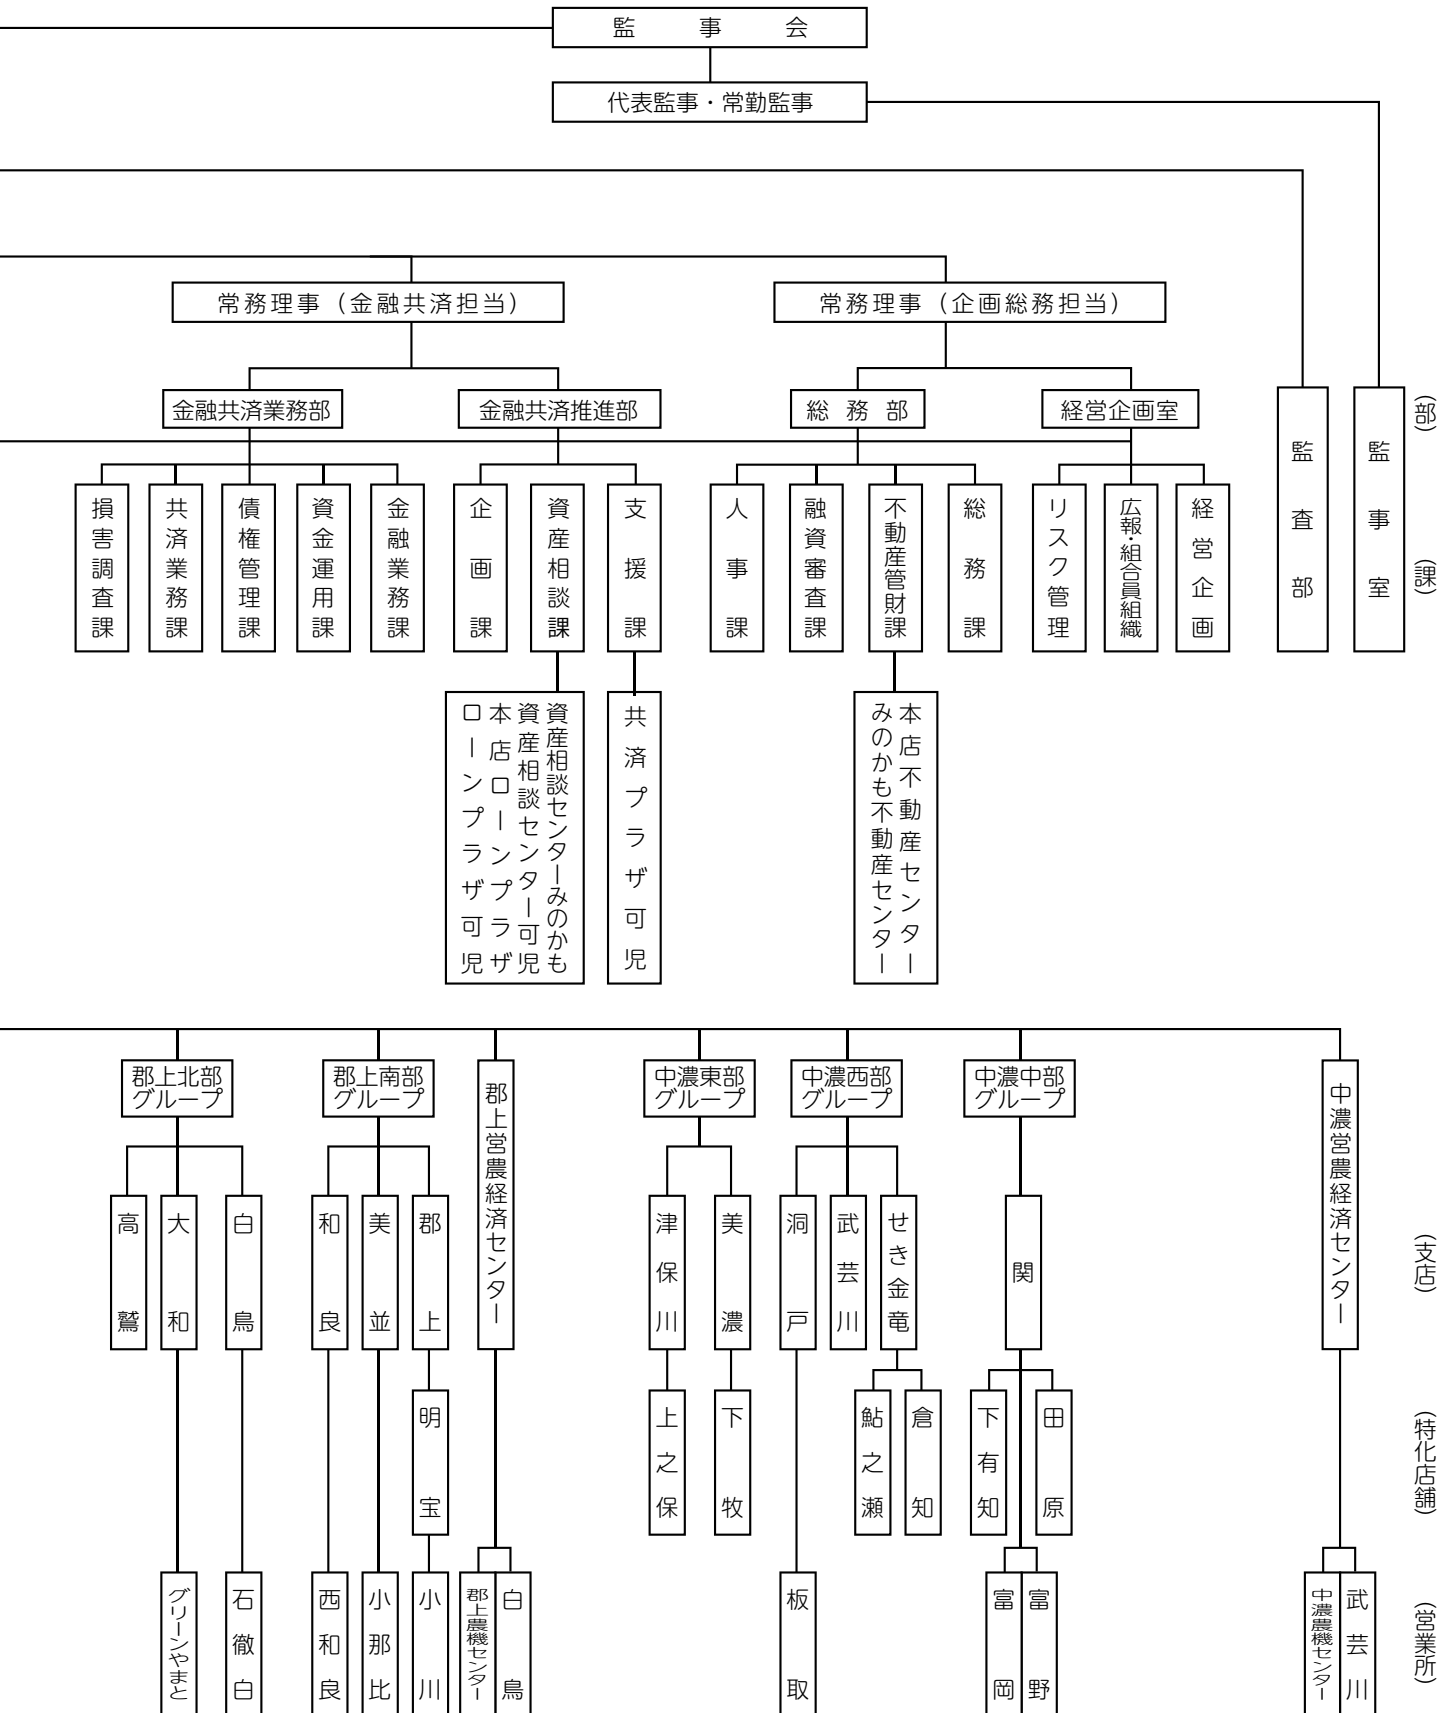 監事会
代表監事・常勤監事
常務理事（金融共済担当）
常務理事（企画総務担当）
金融共済業務部
金融共済推進部
総務部
経営企画室
監査部
監事室
（部）
損害調査課
共済業務課
債権管理課
資金運用課
金融業務課
企画課
資産相談課
支援課
人事課
融資審査課
不動産管財課
総務課
リスク管理
広報・組合員組織
経営企画
（課）
資産相談センターみのかも
資産相談センター可児
本店ローンプラザ
ローンプラザ可児
共済プラザ可児
本店不動産センター
みのかも不動産センター
郡上北部
グループ
郡上南部
グループ
郡上営農経済センター
中濃東部
グループ
中濃西部
グループ
中濃中部
グループ
中濃営農経済センター
高鷲
大和
白鳥
和良
美並
郡上
津保川
美濃
洞戸
武芸川
せき金竜
関
（支店）
明宝
上之保
下牧
鮎之瀬
倉知
下有知
田原
（特化店舗）
グリーンやまと
石徹白
西和良
小那比
小川
郡上農機センター
白鳥
板取
富岡
富野
中濃農機センター
武芸川
（営業所）